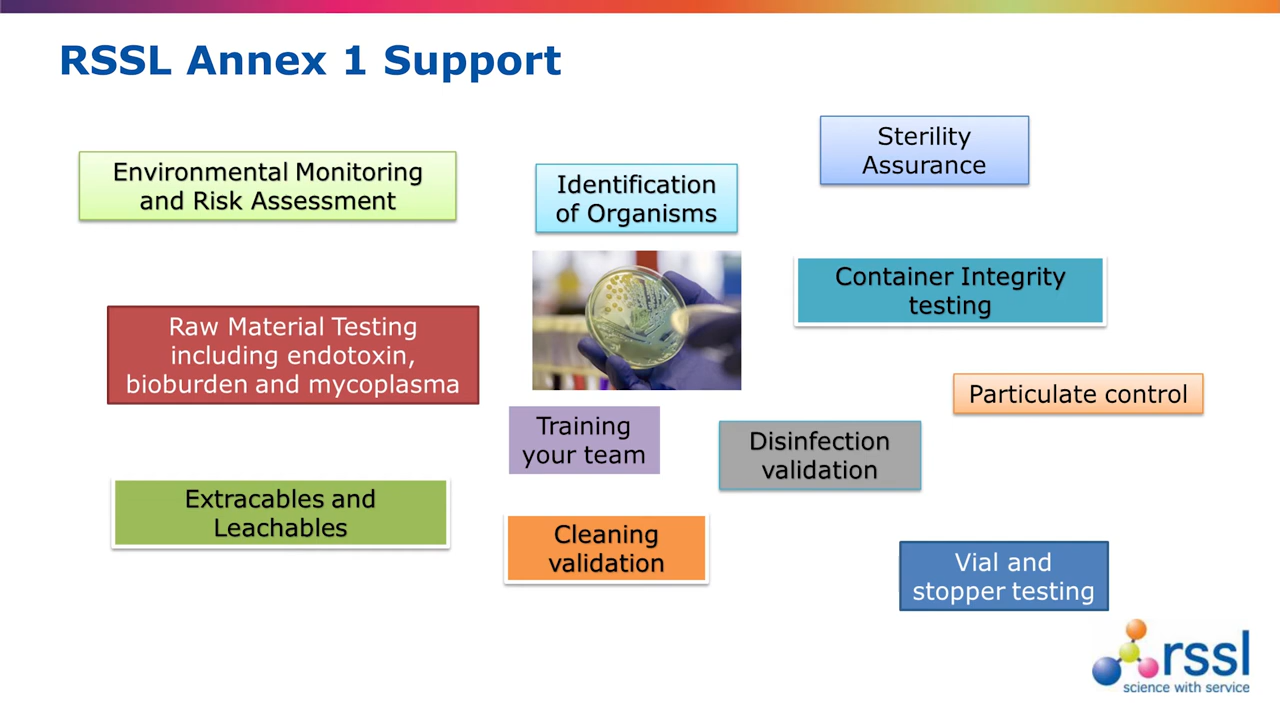 RSSL Annex 1 Support
Environmental Monitoring
and Risk Assessment
Identification
of Organisms
Sterility
Assurance
Container Integrity
testing
Raw Material Testing
including endotoxin,
bioburden and mycoplasma
Particulate control
Training
your team
Disinfection
validation
Extracables and
Leachables
Cleaning
validation
Vial and
stopper testing
rssl
science with service